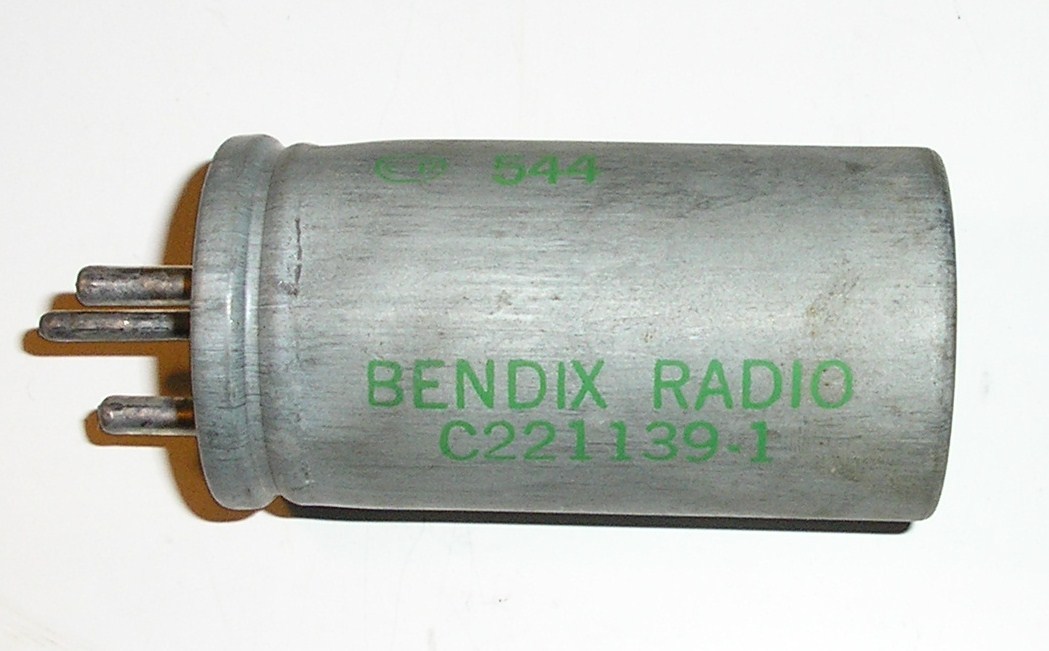 544
BENDIX RADIO
C221139-1